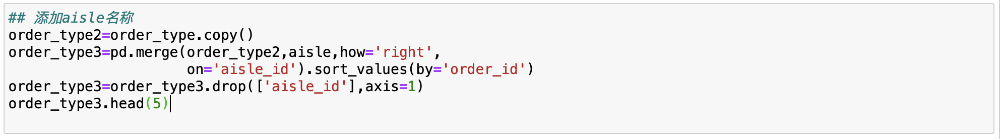 ## 添加aisle名称
order_type2=order_type.copy()
order_type3=pd.merge(order_type2,aisle,how='right',
                     on='aisle_id').sort_values(by='order_id')
order_type3=order_type3.drop(['aisle_id'],axis=1)
order_type3.head(5)